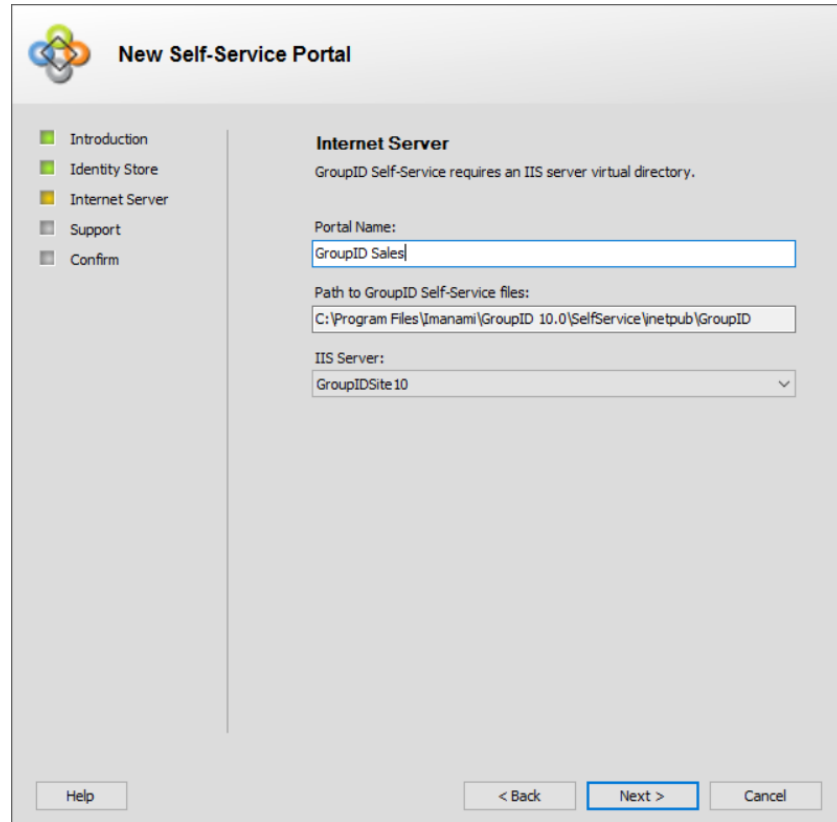 New Self-Service Portal
Introduction
Identity Store
Internet Server
Support
Confirm
Internet Server
GroupID Self-Service requires an IIS server virtual directory.
Portal Name:
GroupID Sales
Path to GroupID Self-Service files:
C:\Program Files\Imanami\GroupID 10.0\SelfService\inetpub\GroupID
IIS Server:
GroupIDSite10
Help
< Back
Next >
Cancel